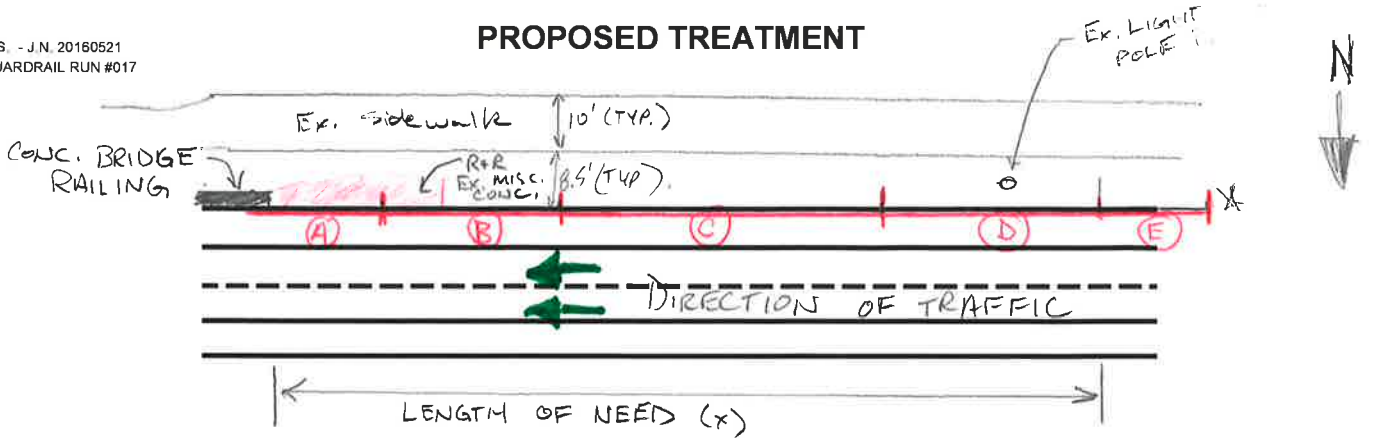 PROPOSED TREATMENT
S. - J.N. 20160521
UARDRAIL RUN #017
Ex. LIGHT
POLE
N
Ex. Sidewalk
10' (TYP.)
CONC. BRIDGE
RAILING
R+R
Ex. MISC.
CONC.
8.5' (TYP).
A
B
C
D
E
DIRECTION OF TRAFFIC
LENGTH OF NEED (x)